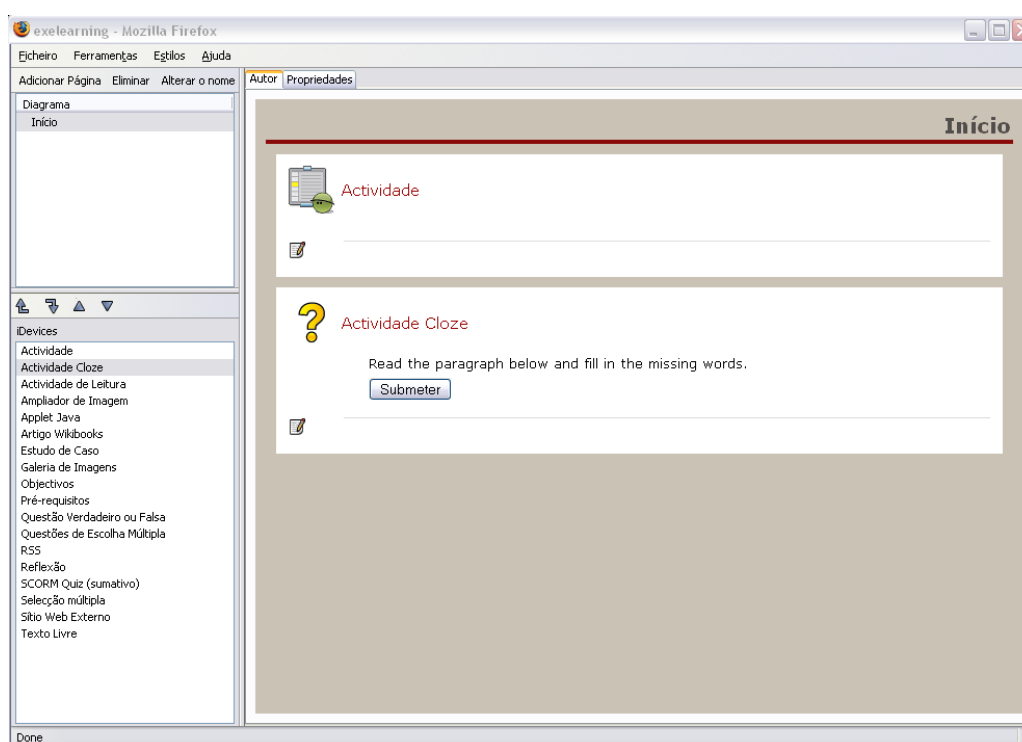 exelearning - Mozilla Firefox
Ficheiro Ferramentas Estilos Ajuda
Adicionar Página Eliminar Alterar o nome
Autor Propriedades
Diagrama
Início
Início
Actividade
Actividade Cloze
Read the paragraph below and fill in the missing words.
Submeter
iDevices
Actividade
Actividade Cloze
Actividade de Leitura
Ampliador de Imagem
Applet Java
Artigo Wikibooks
Estudo de Caso
Galeria de Imagens
Objectivos
Pré-requisitos
Questão Verdadeiro ou Falsa
Questões de Escolha Múltipla
RSS
Reflexão
SCORM Quiz (sumativo)
Selecção múltipla
Sítio Web Externo
Texto Livre
Done